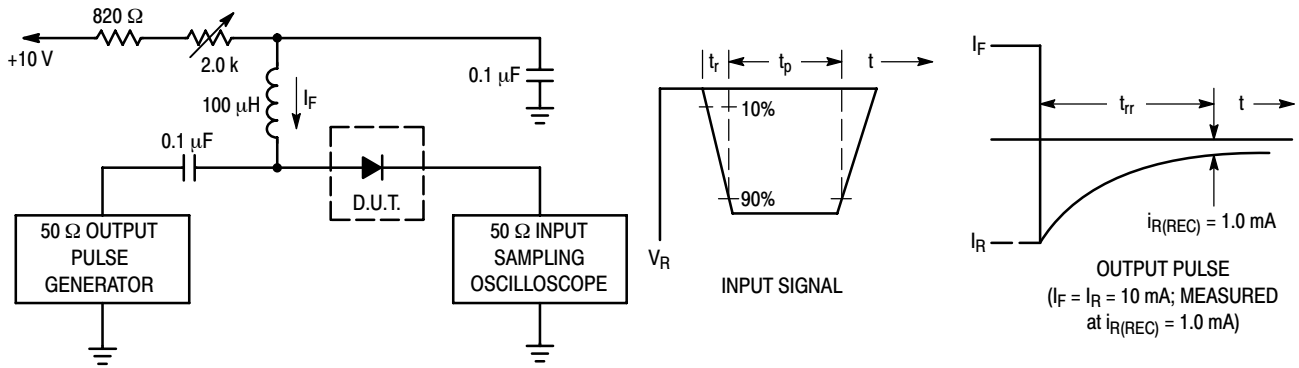 820 Ω
+10 V
2.0 k
100 μH
I_F
0.1 μF
0.1 μF
D.U.T.
50 Ω OUTPUT
PULSE
GENERATOR
50 Ω INPUT
SAMPLING
OSCILLOSCOPE
t_r
t_p
t
10%
90%
V_R
INPUT SIGNAL
I_F
t_rr
t
I_R
i_R(REC) = 1.0 mA
OUTPUT PULSE
(I_F = I_R = 10 mA; MEASURED
at i_R(REC) = 1.0 mA)